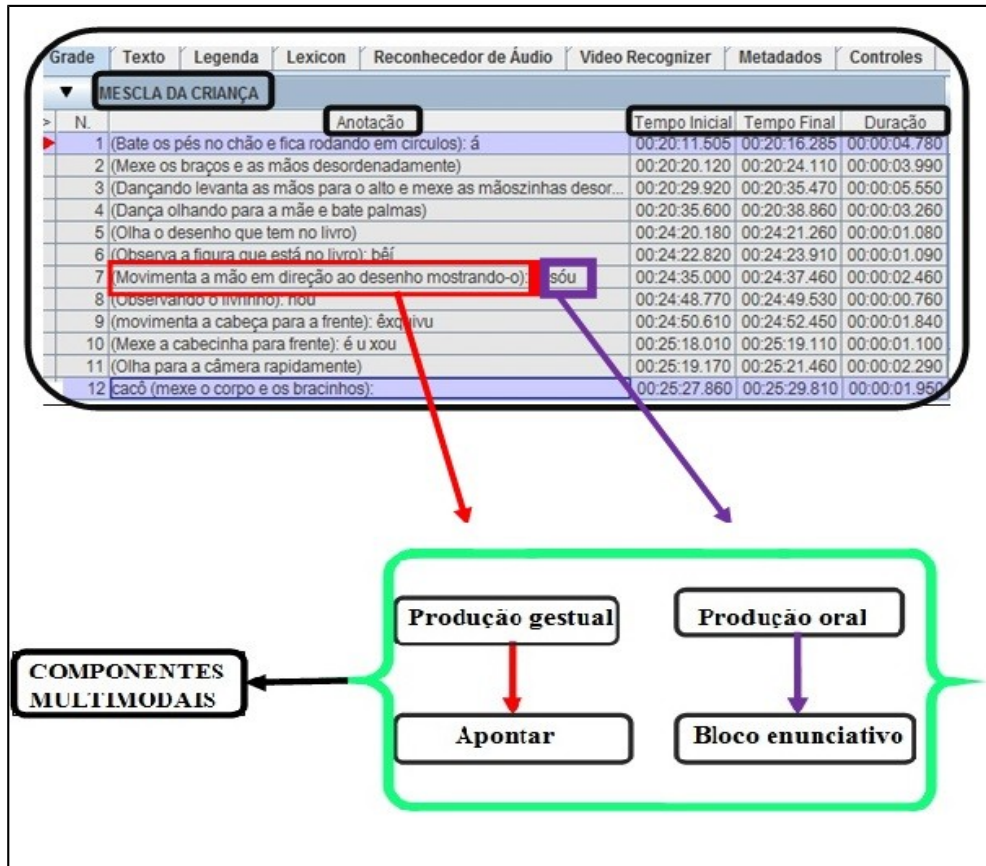 Grade Texto Legenda Lexicon Reconhecedor de Áudio Video Recognizer Metadados Controles
▼ MESCLA DA CRIANÇA
> N. Anotação Tempo Inicial Tempo Final Duração
1 (Bate os pés no chão e fica rodando em círculos): á 00:20:11.505 00:20:16.285 00:00:04.780
2 (Mexe os braços e as mãos desordenadamente) 00:20:20.120 00:20:24.110 00:00:03.990
3 (Dançando levanta as mãos para o alto e mexe as mãoszinhas desor... 00:20:29.920 00:20:35.470 00:00:05.550
4 (Dança olhando para a mãe e bate palmas) 00:20:35.600 00:20:38.860 00:00:03.260
5 (Olha o desenho que tem no livro) 00:24:20.180 00:24:21.260 00:00:01.080
6 (Observa a figura que está no livro): bêí 00:24:22.820 00:24:23.910 00:00:01.090
7 (Movimenta a mão em direção ao desenho mostrando-o): sóu 00:24:35.000 00:24:37.460 00:00:02.460
8 (Observando o livrinho): nou 00:24:48.770 00:24:49.530 00:00:00.760
9 (movimenta a cabeça para a frente): êxquivu 00:24:50.610 00:24:52.450 00:00:01.840
10 (Mexe a cabecinha para frente): é u xou 00:25:18.010 00:25:19.110 00:00:01.100
11 (Olha para a câmera rapidamente) 00:25:19.170 00:25:21.460 00:00:02.290
12 cacô (mexe o corpo e os bracinhos): 00:25:27.860 00:25:29.810 00:00:01.950
Produção gestual Produção oral
COMPONENTES
MULTIMODAIS
Apontar Bloco enunciativo